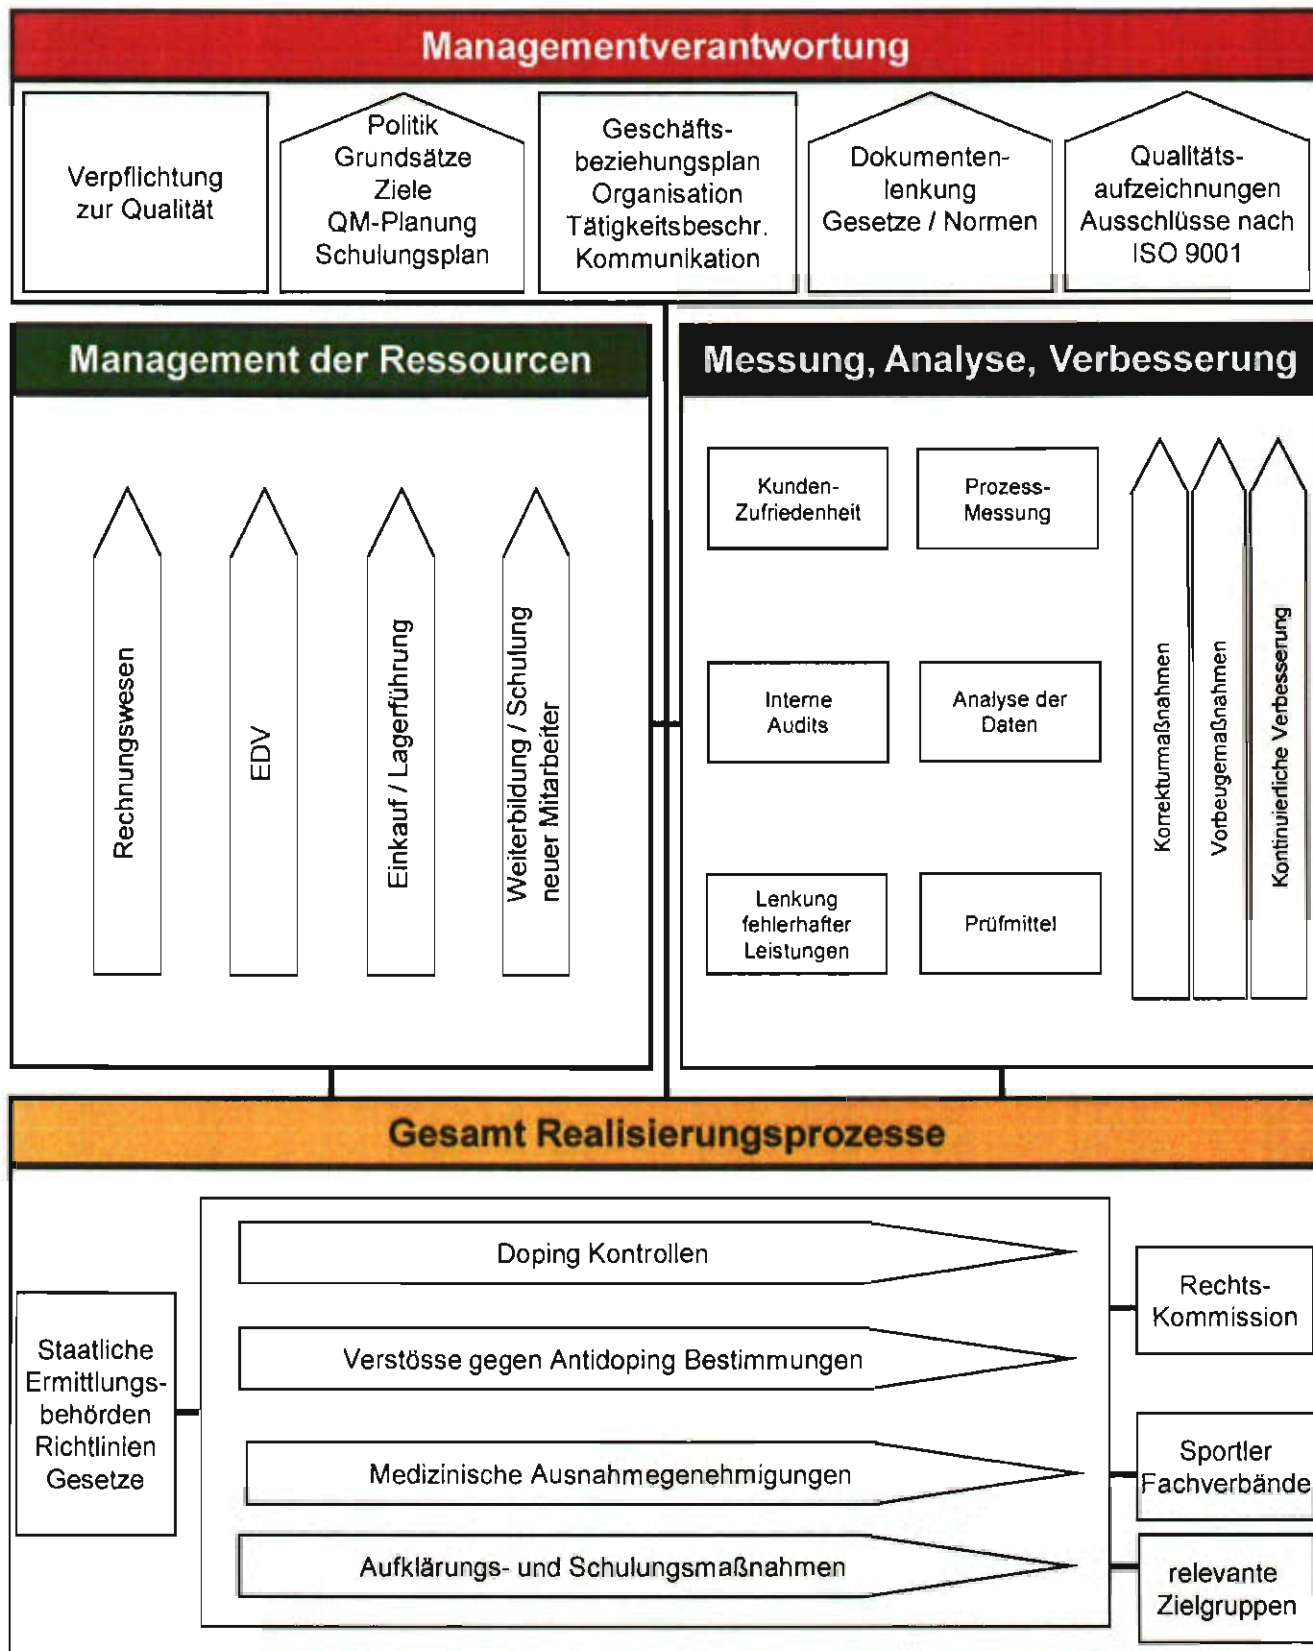 Managementverantwortung
Verpflichtung
zur Qualität
Politik
Grundsätze
Ziele
QM-Planung
Schulungsplan
Geschäfts-
beziehungsplan
Organisation
Tätigkeitsbeschr.
Kommunikation
Dokumenten-
lenkung
Gesetze / Normen
Qualitäts-
aufzeichnungen
Ausschlüsse nach
ISO 9001
Management der Ressourcen
Rechnungswesen
EDV
Einkauf / Lagerführung
Weiterbildung / Schulung
neuer Mitarbeiter
Messung, Analyse, Verbesserung
Kunden-
Zufriedenheit
Prozess-
Messung
Interne
Audits
Analyse der
Daten
Lenkung
fehlerhafter
Leistungen
Prüfmittel
Korrekturmaßnahmen
Vorbeugemaßnahmen
Kontinuierliche Verbesserung
Gesamt Realisierungsprozesse
Staatliche
Ermittlungs-
behörden
Richtlinien
Gesetze
Doping Kontrollen
Verstösse gegen Antidoping Bestimmungen
Medizinische Ausnahmegenehmigungen
Aufklärungs- und Schulungsmaßnahmen
Rechts-
Kommission
Sportler
Fachverbände
relevante
Zielgruppen